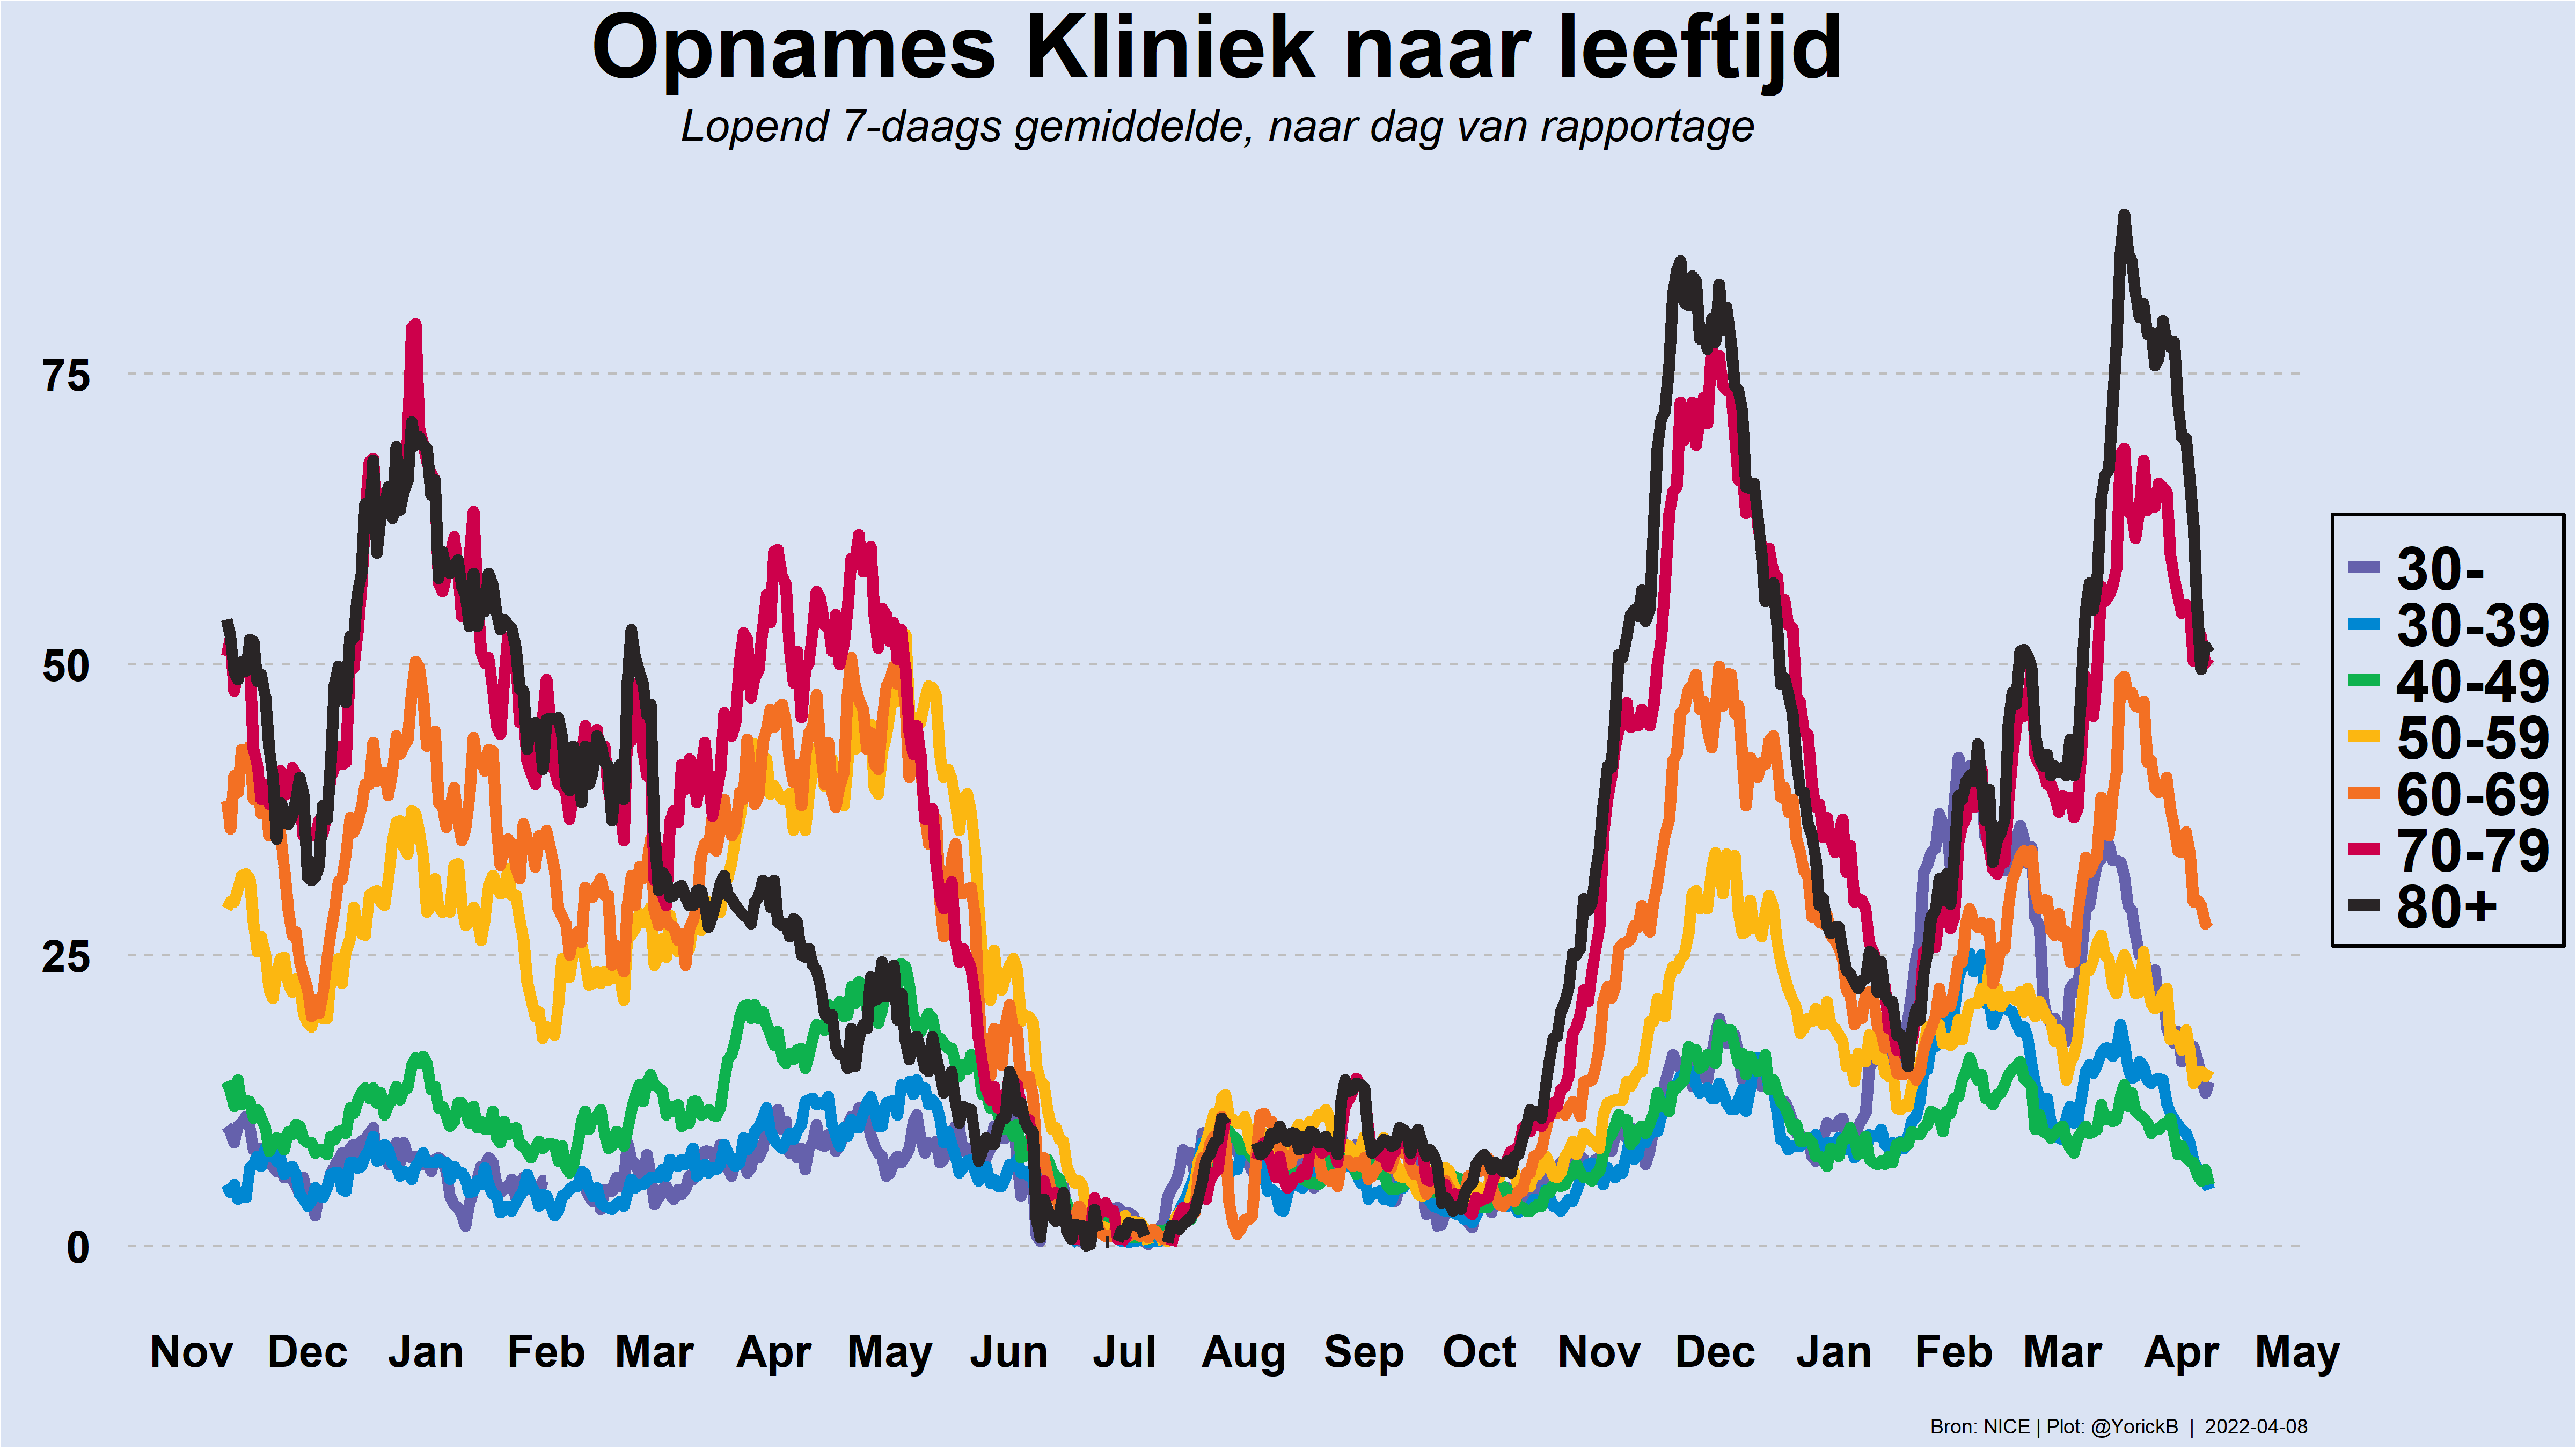 Opnames Kliniek naar leeftijd
Lopend 7-daags gemiddelde, naar dag van rapportage
75
50
25
0
30-
30-39
40-49
50-59
60-69
70-79
80+
Nov Dec Jan Feb Mar Apr May Jun Jul Aug Sep Oct Nov Dec Jan Feb Mar Apr May
Bron: NICE | Plot: @YorickB | 2022-04-08